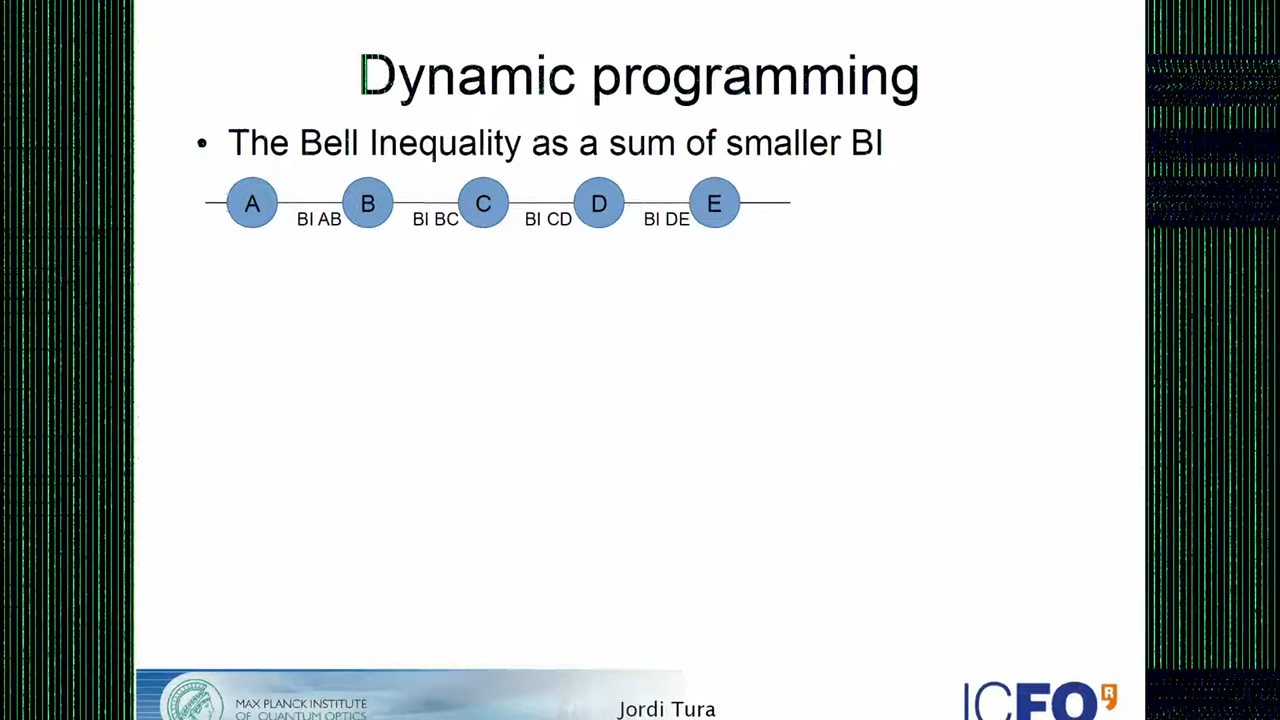 Dynamic programming
• The Bell Inequality as a sum of smaller BI
A B C D E
BI AB BI BC BI CD BI DE
MAX PLANCK INSTITUTE
OF QUANTUM OPTICS
Jordi Tura
ICFO R